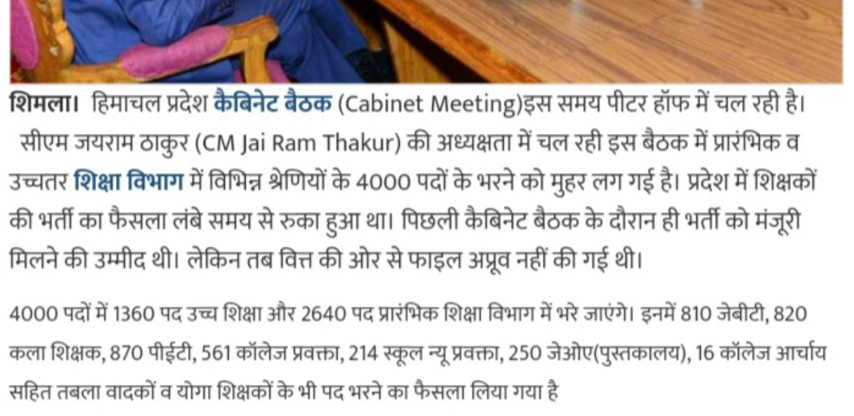 शिमला। हिमाचल प्रदेश कैबिनेट बैठक (Cabinet Meeting)इस समय पीटर हॉफ में चल रही है।
सीएम जयराम ठाकुर (CM Jai Ram Thakur) की अध्यक्षता में चल रही इस बैठक में प्रारंभिक व
उच्चतर शिक्षा विभाग में विभिन्न श्रेणियों के 4000 पदों के भरने को मुहर लग गई है। प्रदेश में शिक्षकों
की भर्ती का फैसला लंबे समय से रुका हुआ था। पिछली कैबिनेट बैठक के दौरान ही भर्ती को मंजूरी
मिलने की उम्मीद थी। लेकिन तब वित्त की ओर से फाइल अप्रूव नहीं की गई थी।
4000 पदों में 1360 पद उच्च शिक्षा और 2640 पद प्रारंभिक शिक्षा विभाग में भरे जाएंगे। इनमें 810 जेबीटी, 820
कला शिक्षक, 870 पीईटी, 561 कॉलेज प्रवक्ता, 214 स्कूल न्यू प्रवक्ता, 250 जेओए(पुस्तकालय), 16 कॉलेज आर्चाय
सहित तबला वादकों व योगा शिक्षकों के भी पद भरने का फैसला लिया गया है